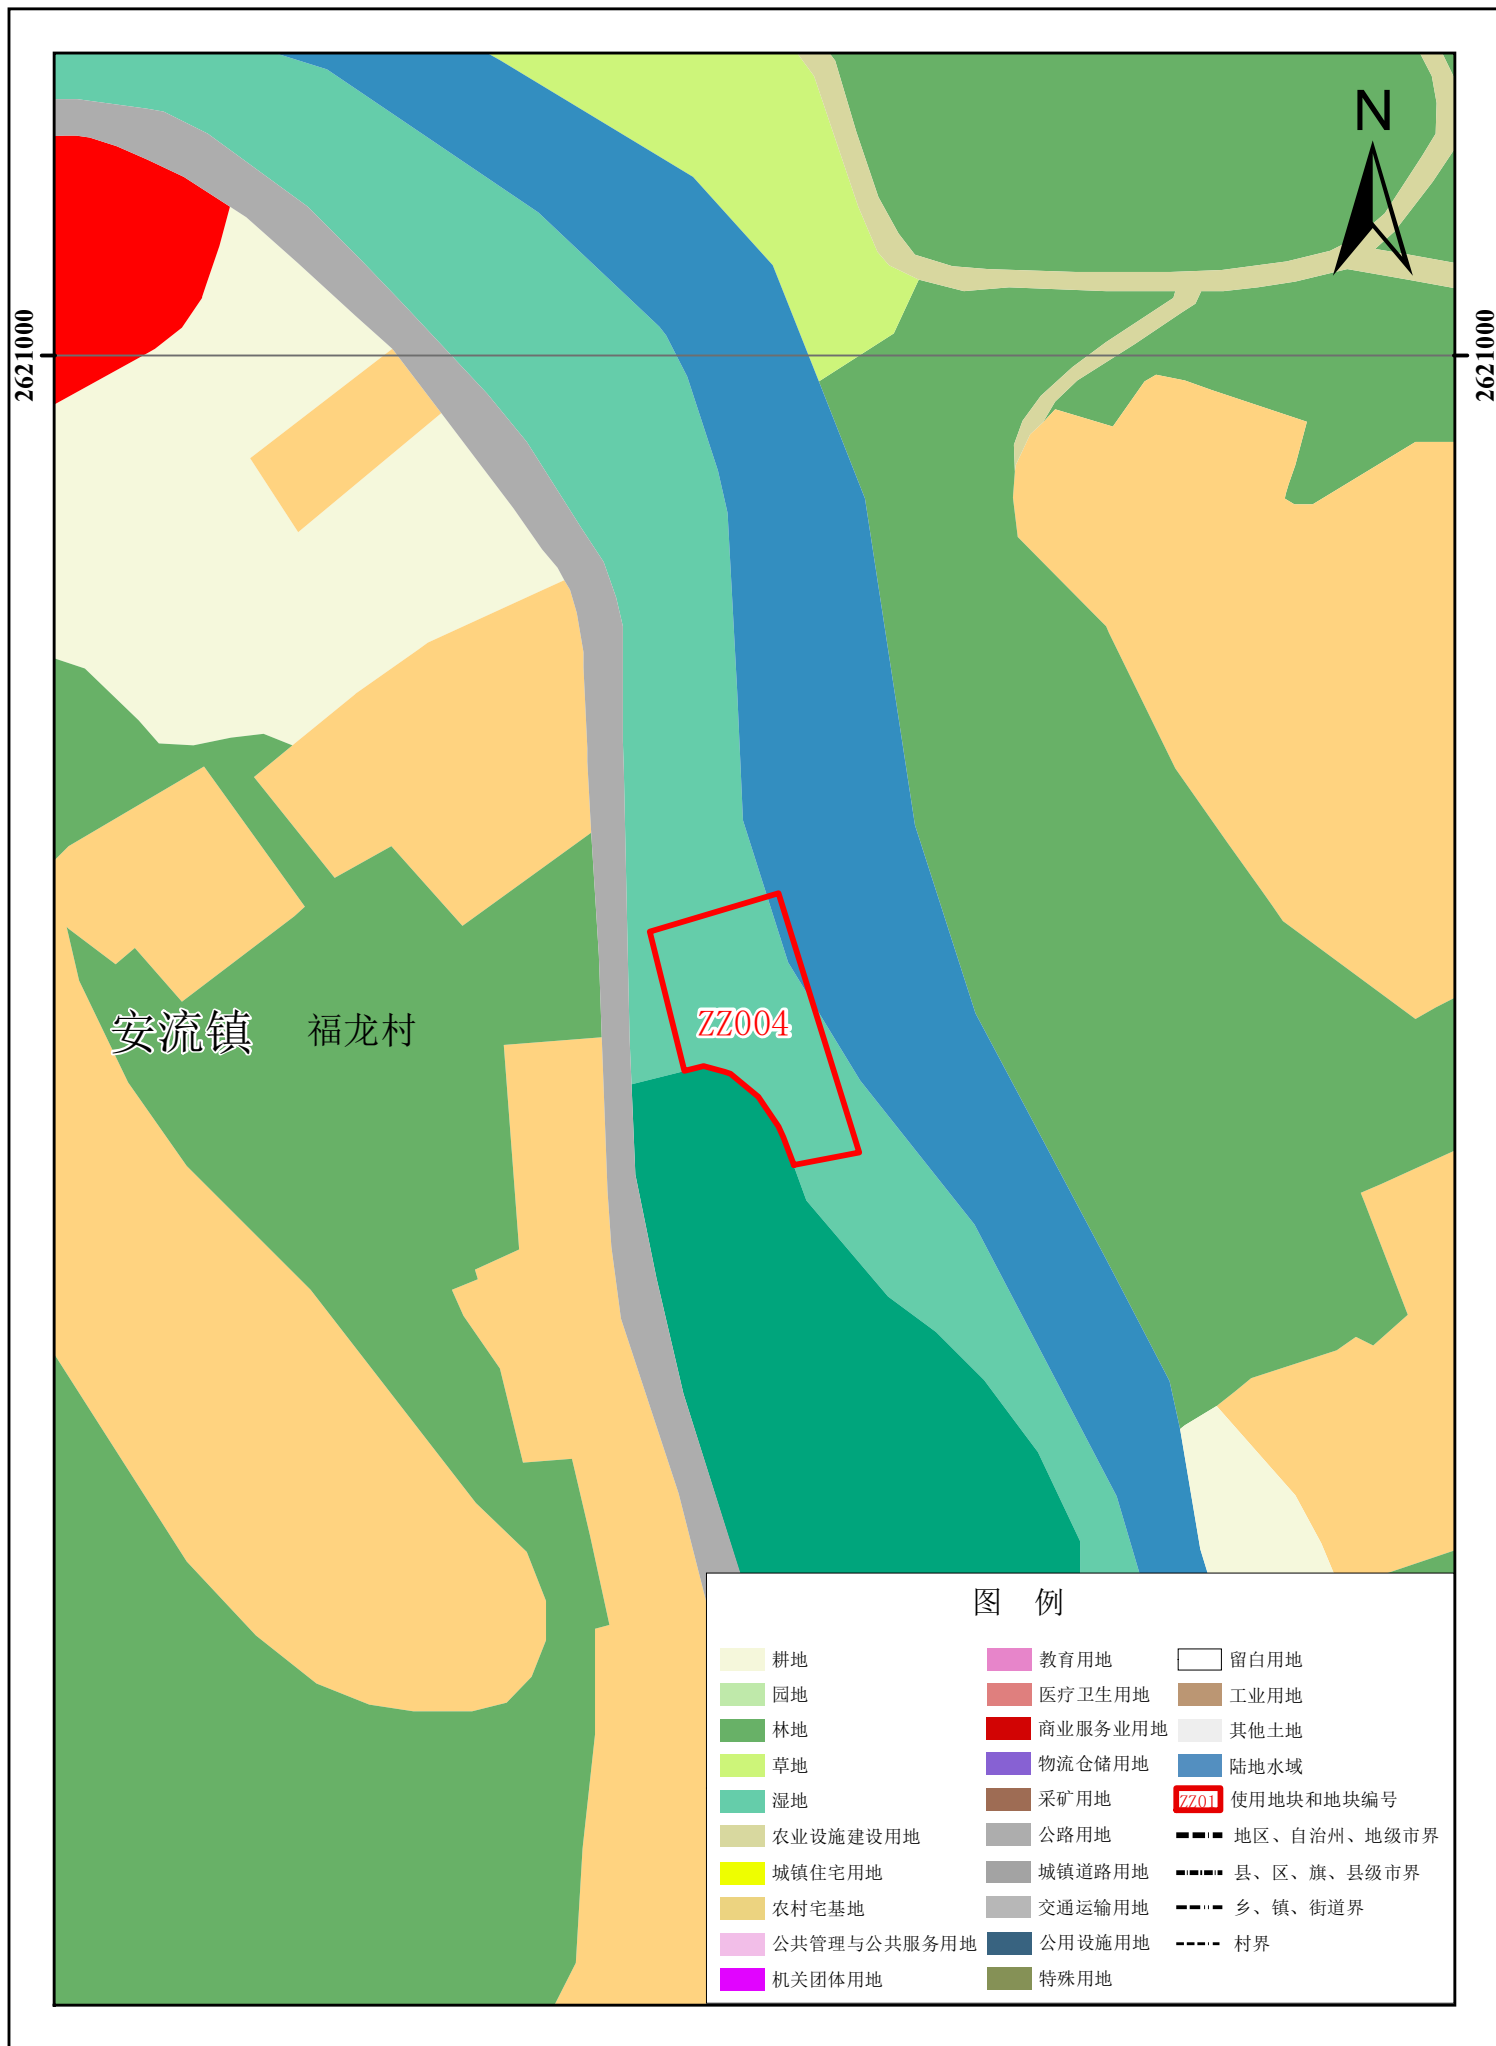 N
2621000
2621000
安流镇
福龙村
ZZ004
图 例
耕地
园地
林地
草地
湿地
农业设施建设用地
城镇住宅用地
农村宅基地
公共管理与公共服务用地
机关团体用地
教育用地
医疗卫生用地
商业服务业用地
物流仓储用地
采矿用地
公路用地
城镇道路用地
交通运输用地
公用设施用地
特殊用地
留白用地
工业用地
其他土地
陆地水域
ZZ01 使用地块和地块编号
地区、自治州、地级市界
县、区、旗、县级市界
乡、镇、街道界
村界